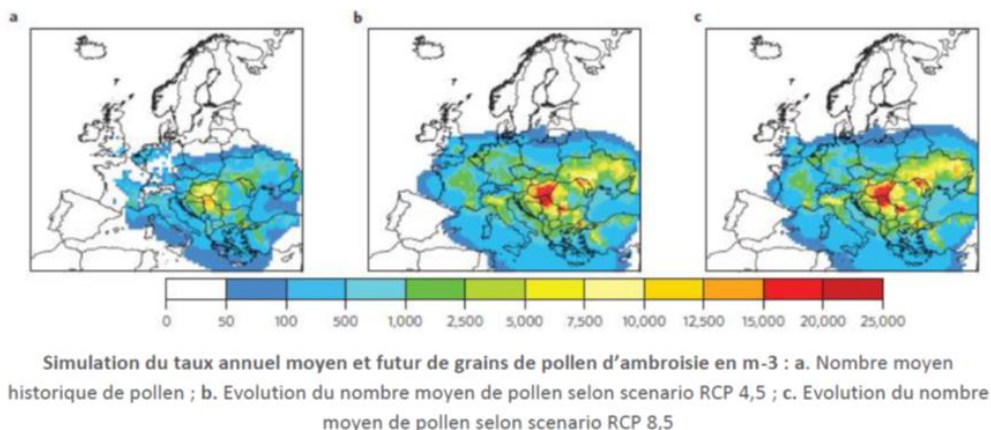 a b c
0 50 100 500 1,000 2,500 5,000 7,500 10,000 12,500 15,000 20,000 25,000
Simulation du taux annuel moyen et futur de grains de pollen d’ambroisie en m-3 : a. Nombre moyen
historique de pollen ; b. Evolution du nombre moyen de pollen selon scenario RCP 4,5 ; c. Evolution du nombre
moyen de pollen selon scenario RCP 8,5